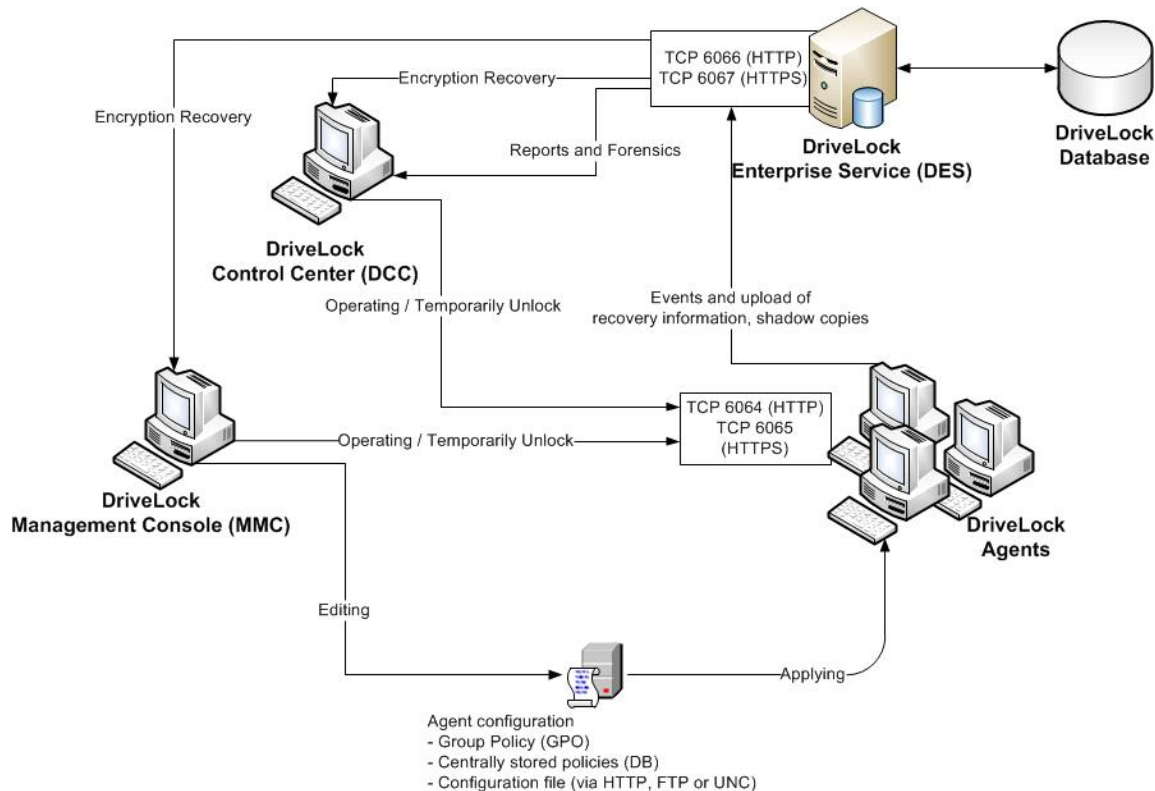 TCP 6066 (HTTP)
TCP 6067 (HTTPS)
Encryption Recovery
Encryption Recovery
Reports and Forensics
DriveLock
Enterprise Service (DES)
DriveLock
Database
DriveLock
Control Center (DCC)
Operating / Temporarily Unlock
Events and upload of
recovery information, shadow copies
TCP 6064 (HTTP)
TCP 6065
(HTTPS)
Operating / Temporarily Unlock
DriveLock
Management Console (MMC)
DriveLock
Agents
Editing
Applying
Agent configuration
- Group Policy (GPO)
- Centrally stored policies (DB)
- Configuration file (via HTTP, FTP or UNC)